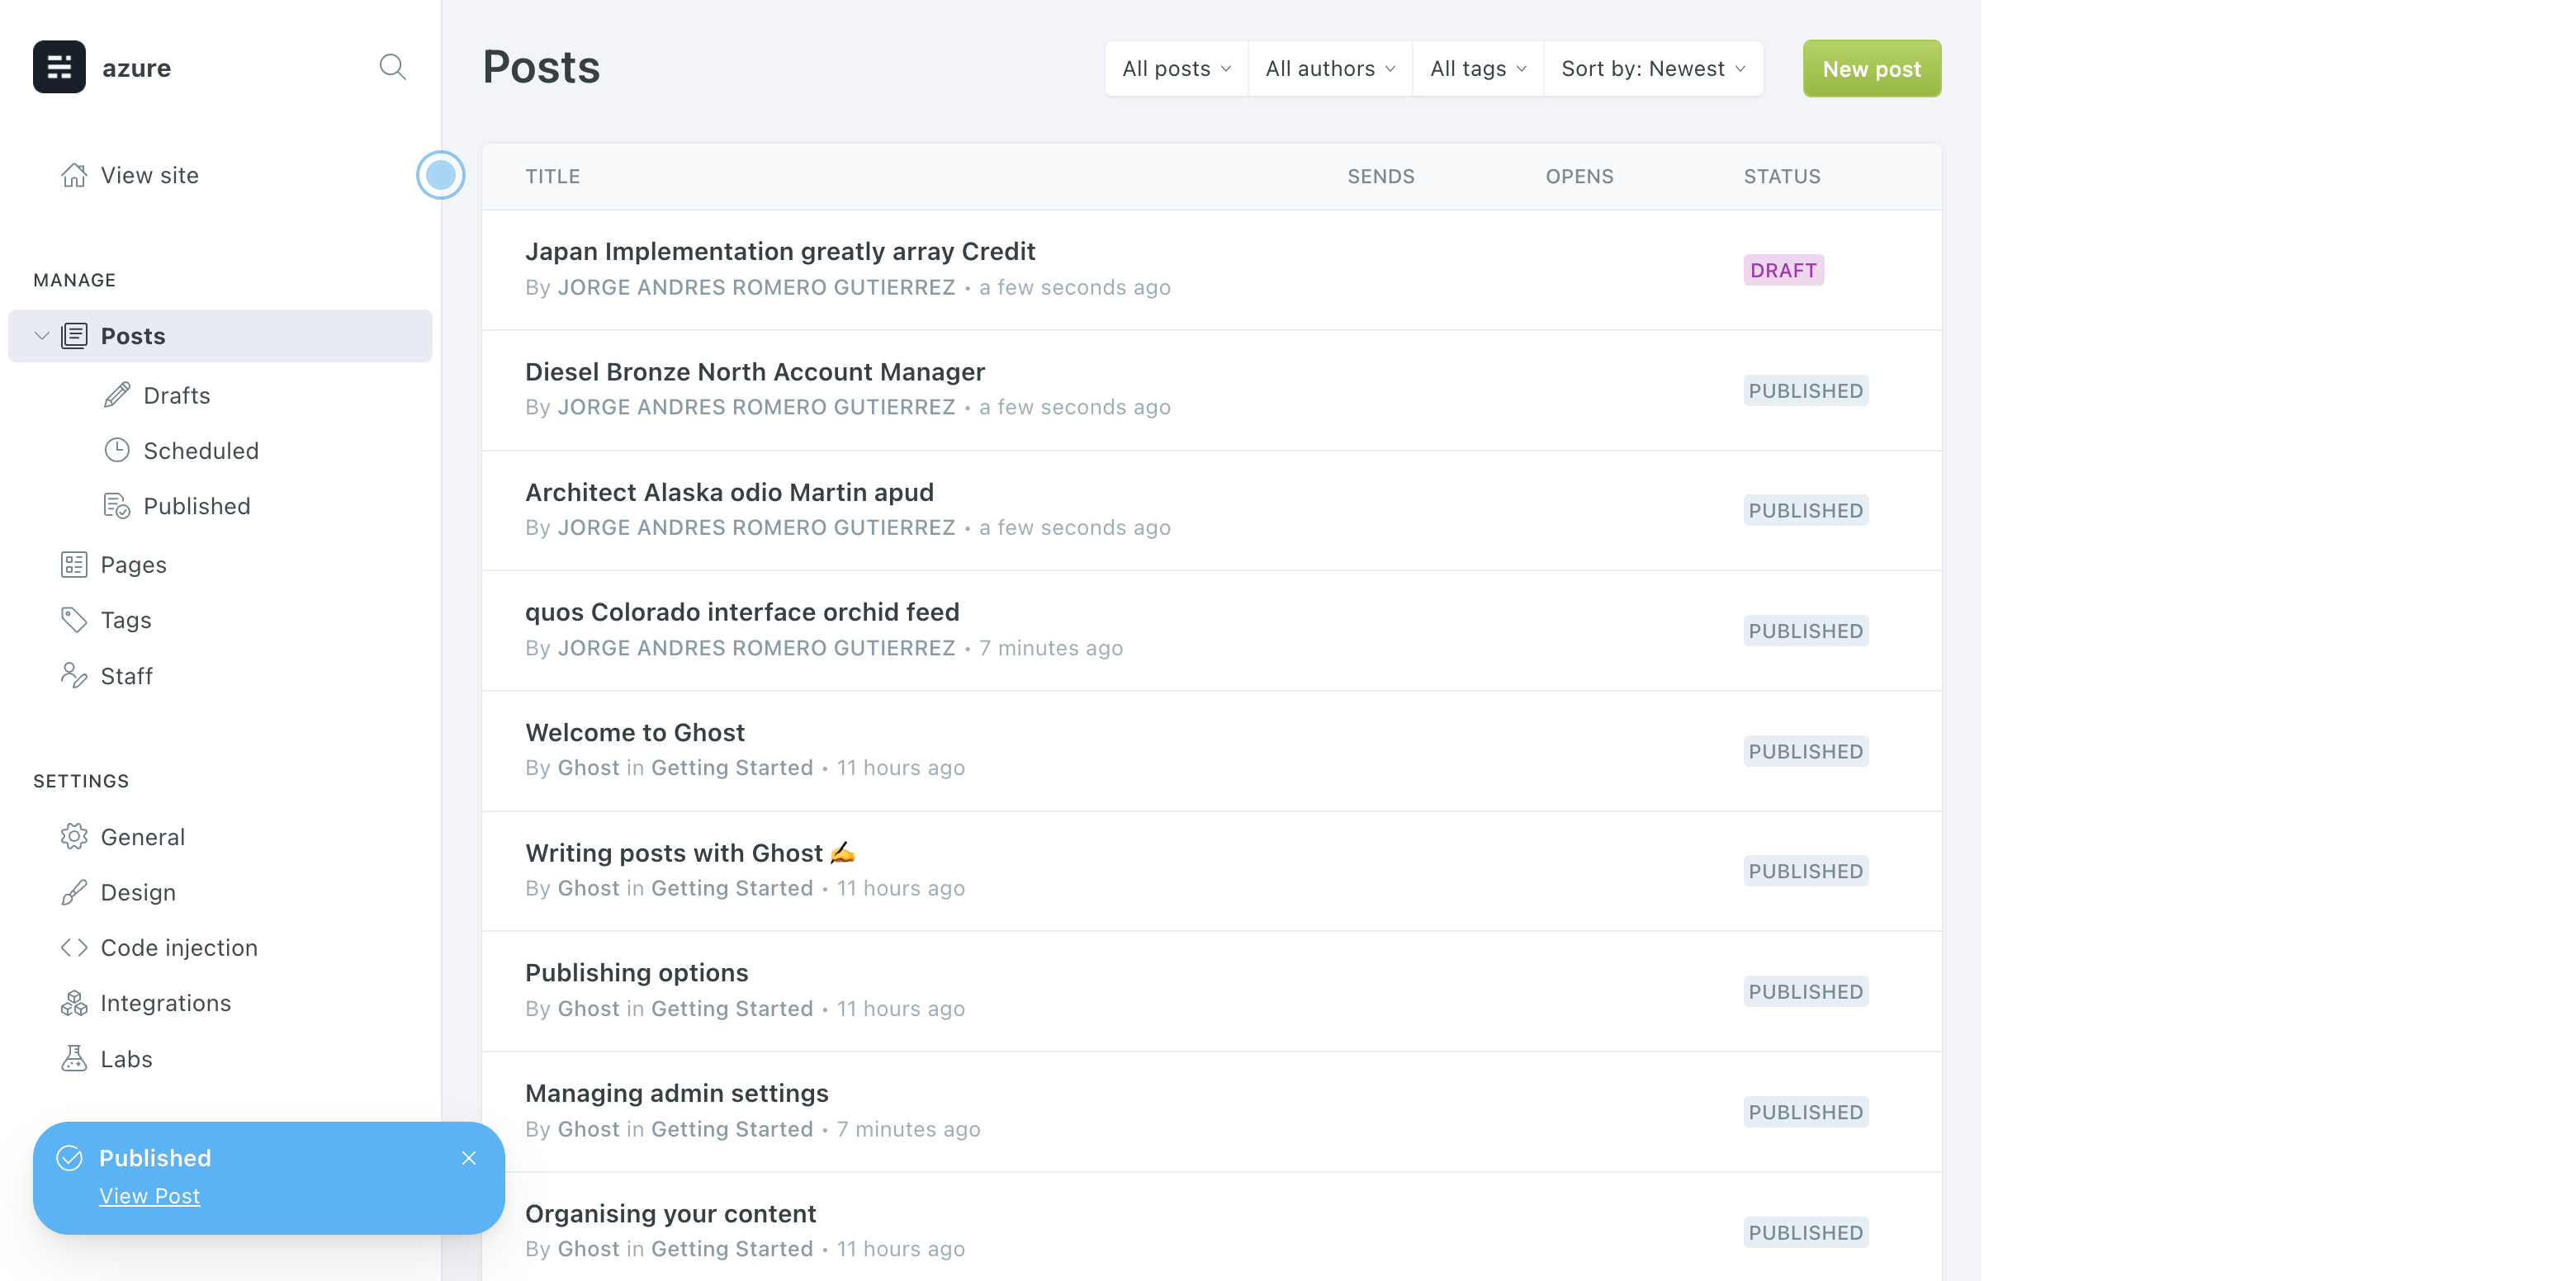 azure
View site
MANAGE
Posts
Drafts
Scheduled
Published
Pages
Tags
Staff
SETTINGS
General
Design
Code injection
Integrations
Labs
Published
View Post
Posts
All posts All authors All tags Sort by: Newest New post
TITLE SENDS OPENS STATUS
Japan Implementation greatly array Credit
By JORGE ANDRES ROMERO GUTIERREZ • a few seconds ago
DRAFT
Diesel Bronze North Account Manager
By JORGE ANDRES ROMERO GUTIERREZ • a few seconds ago
PUBLISHED
Architect Alaska odio Martin apud
By JORGE ANDRES ROMERO GUTIERREZ • a few seconds ago
PUBLISHED
quos Colorado interface orchid feed
By JORGE ANDRES ROMERO GUTIERREZ • 7 minutes ago
PUBLISHED
Welcome to Ghost
By Ghost in Getting Started • 11 hours ago
PUBLISHED
Writing posts with Ghost ✍️
By Ghost in Getting Started • 11 hours ago
PUBLISHED
Publishing options
By Ghost in Getting Started • 11 hours ago
PUBLISHED
Managing admin settings
By Ghost in Getting Started • 7 minutes ago
PUBLISHED
Organising your content
By Ghost in Getting Started • 11 hours ago
PUBLISHED